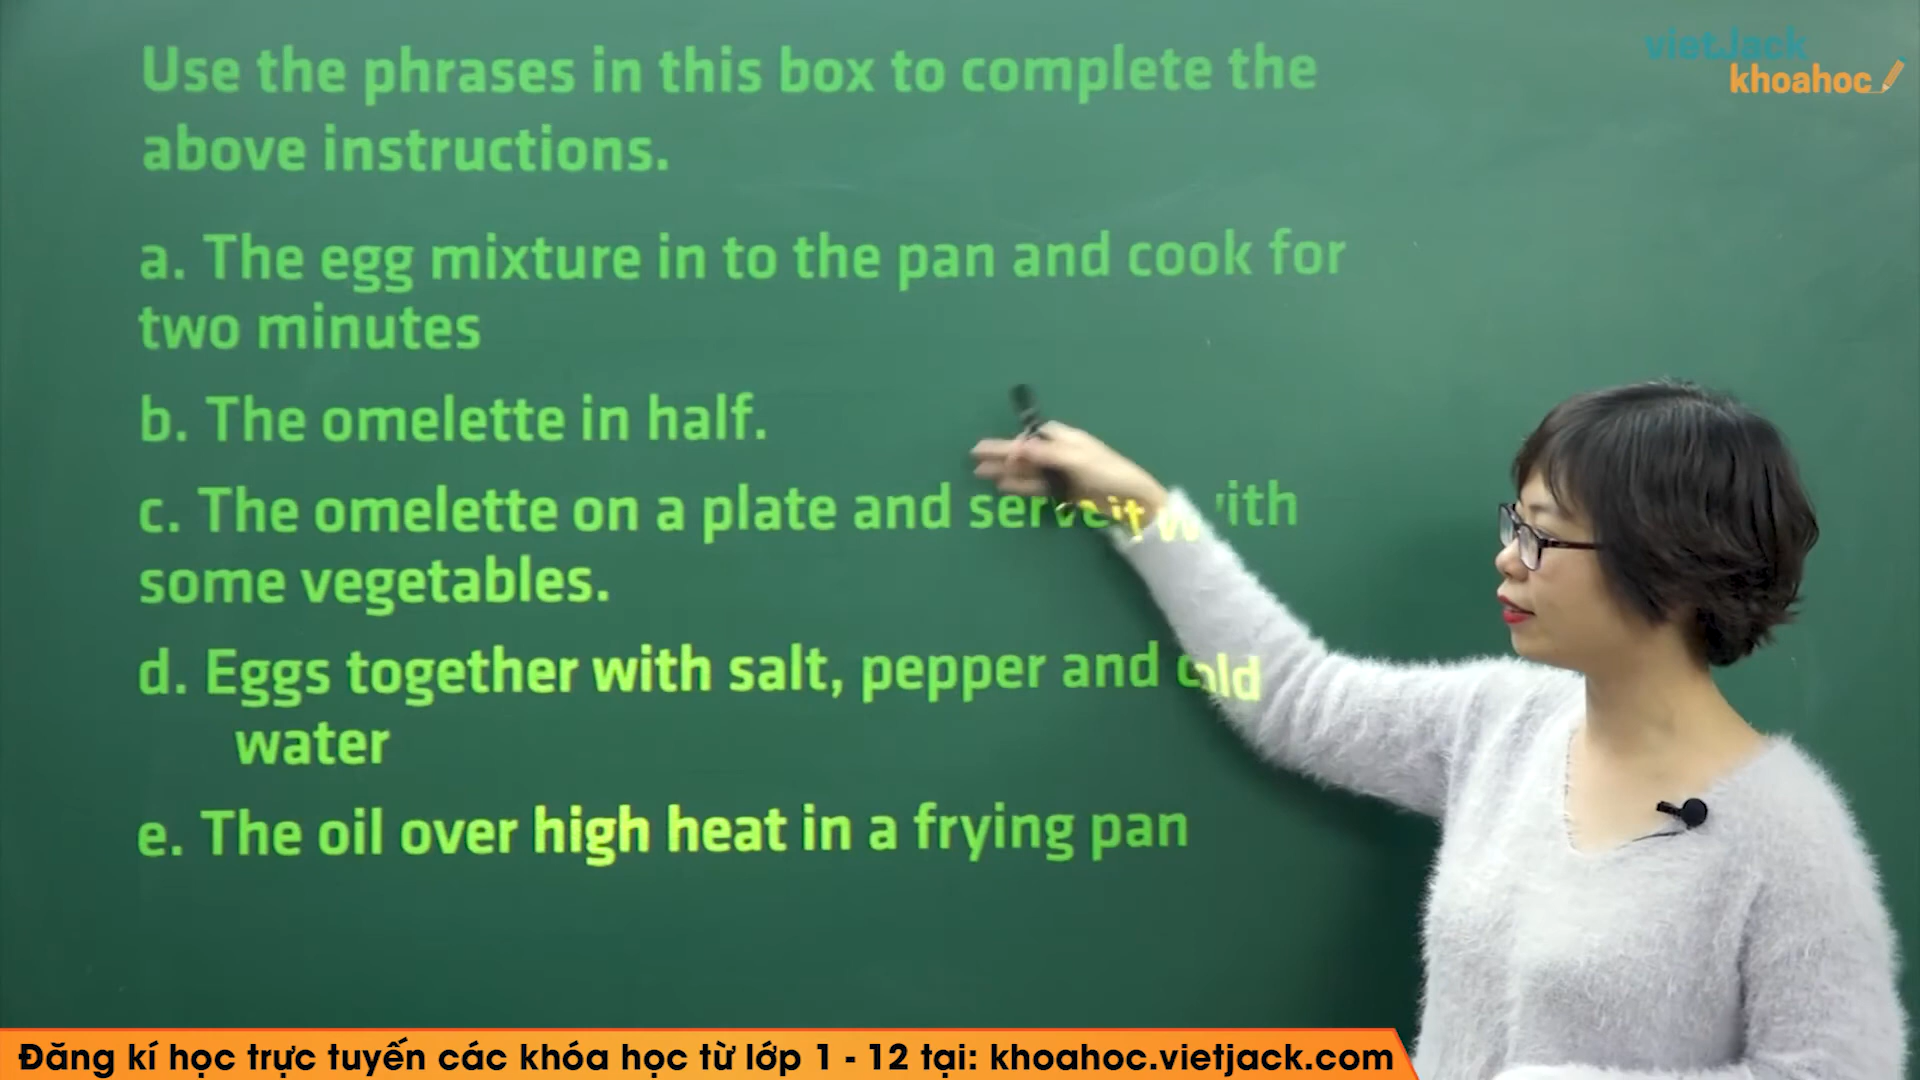 vietJack
khoahoc
Use the phrases in this box to complete the
above instructions.
a. The egg mixture in to the pan and cook for
two minutes
b. The omelette in half.
c. The omelette on a plate and serve it with
some vegetables.
d. Eggs together with salt, pepper and cold
water
e. The oil over high heat in a frying pan
Đăng kí học trực tuyến các khóa học từ lớp 1 - 12 tại: khoahoc.vietjack.com